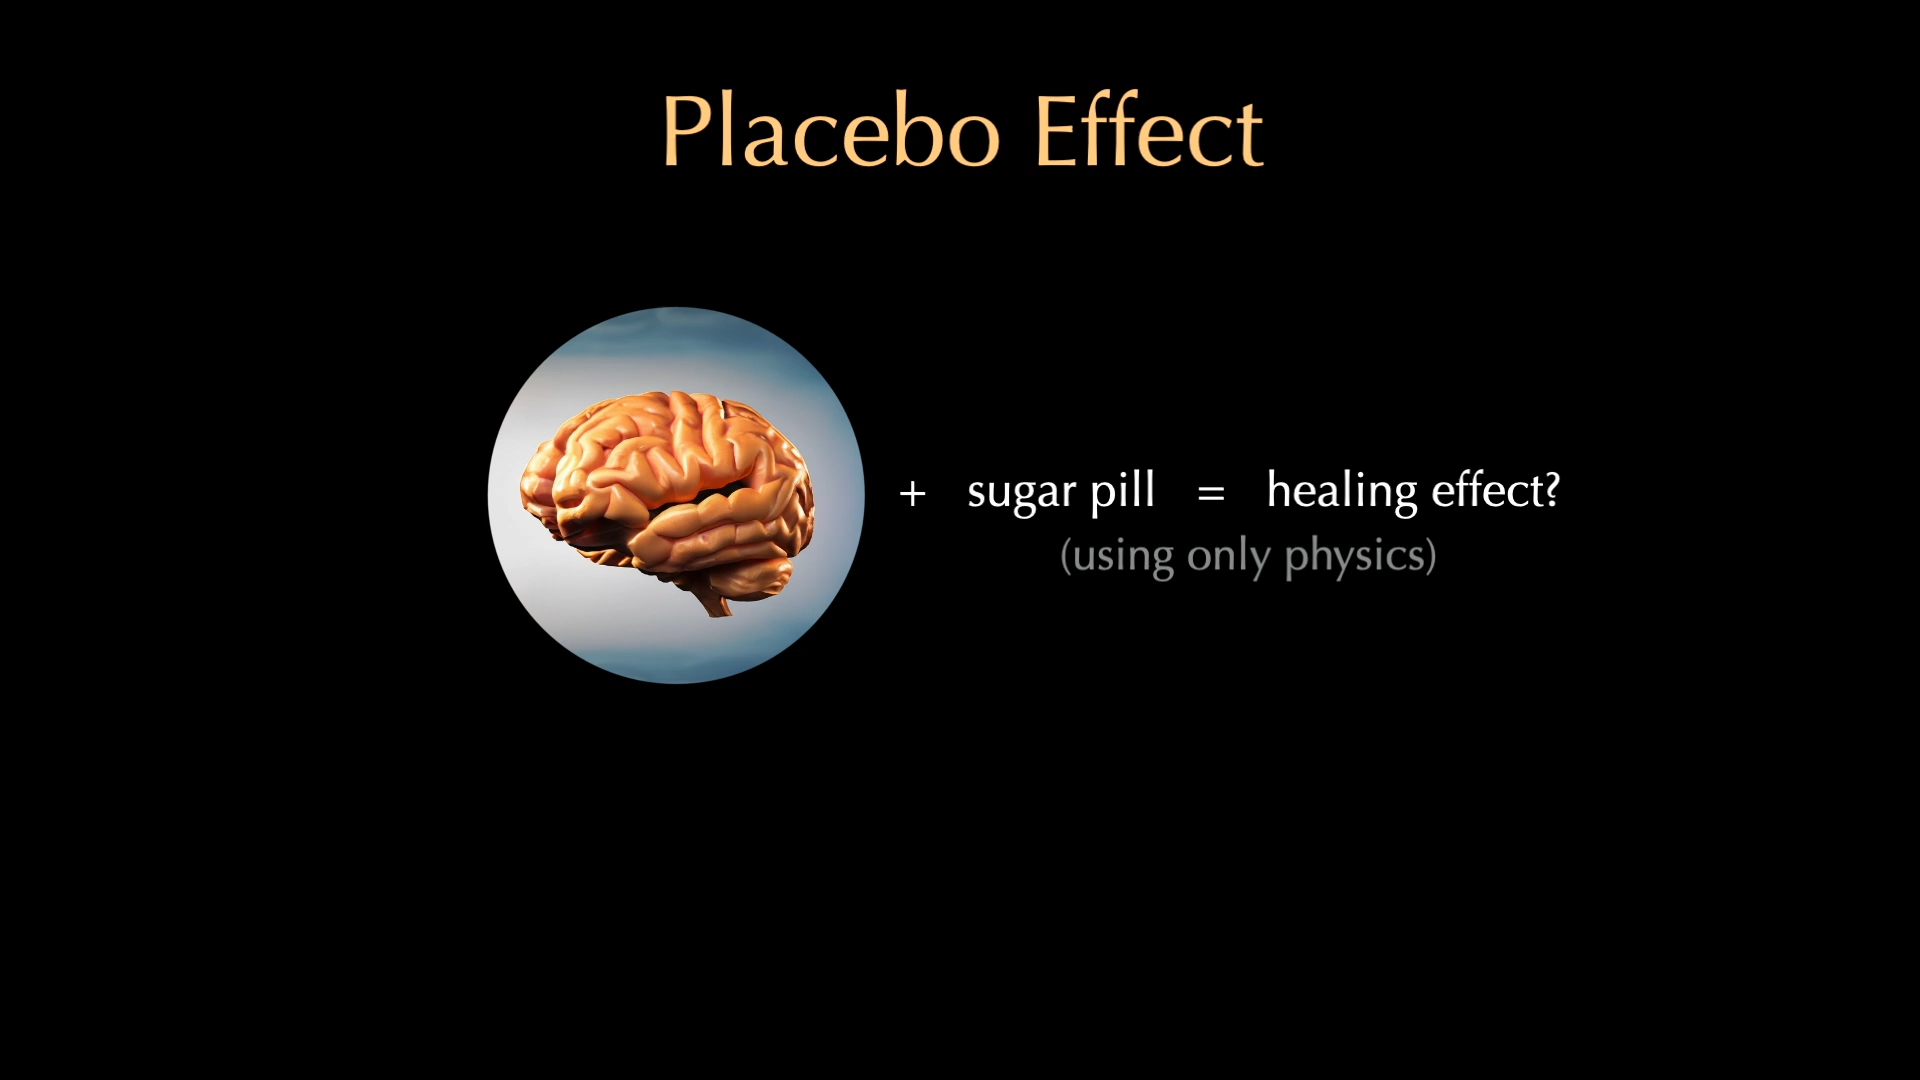 Placebo Effect
+ sugar pill = healing effect?
(using only physics)